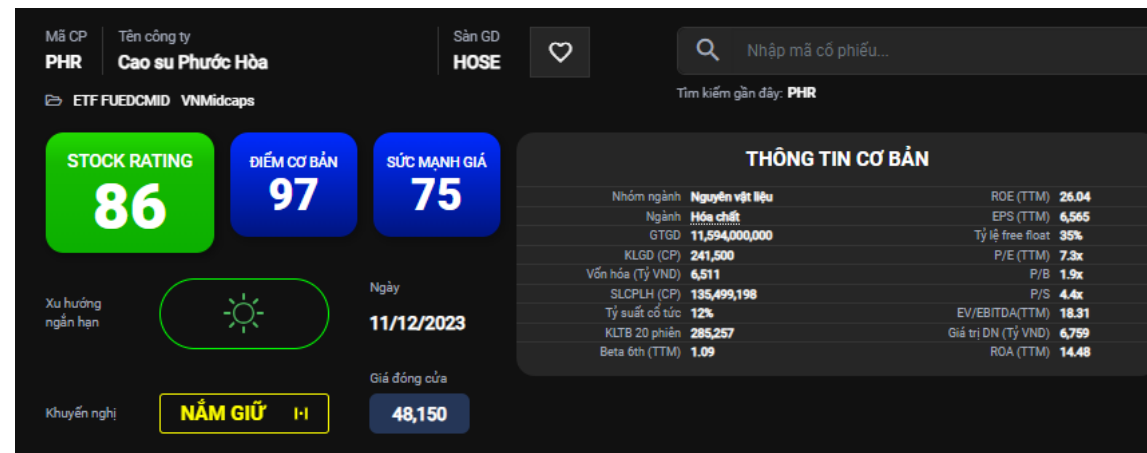 Mã CP Tên công ty Sàn GD
PHR Cao su Phước Hòa HOSE
Nhập mã cổ phiếu...
Tìm kiếm gần đây: PHR
ETF FUEDCMID VNMidcaps
STOCK RATING
86
ĐIỂM CƠ BẢN
97
SỨC MẠNH GIÁ
75
Xu hướng
ngắn hạn
Ngày
11/12/2023
Khuyến nghị
NẮM GIỮ
Giá đóng cửa
48,150
THÔNG TIN CƠ BẢN
Nhóm ngành Nguyên vật liệu ROE (TTM) 26.04
Ngành Hóa chất EPS (TTM) 6,565
GTGD 11,594,000,000 Tỷ lệ free float 35%
KLGD (CP) 241,500 P/E (TTM) 7.3x
Vốn hóa (Tỷ VND) 6,511 P/B 1.9x
SLCPLH (CP) 135,499,198 P/S 4.4x
Tỷ suất cổ tức 12% EV/EBITDA(TTM) 18.31
KLTB 20 phiên 285,257 Giá trị DN (Tỷ VND) 6,759
Beta 6th (TTM) 1.09 ROA (TTM) 14.48